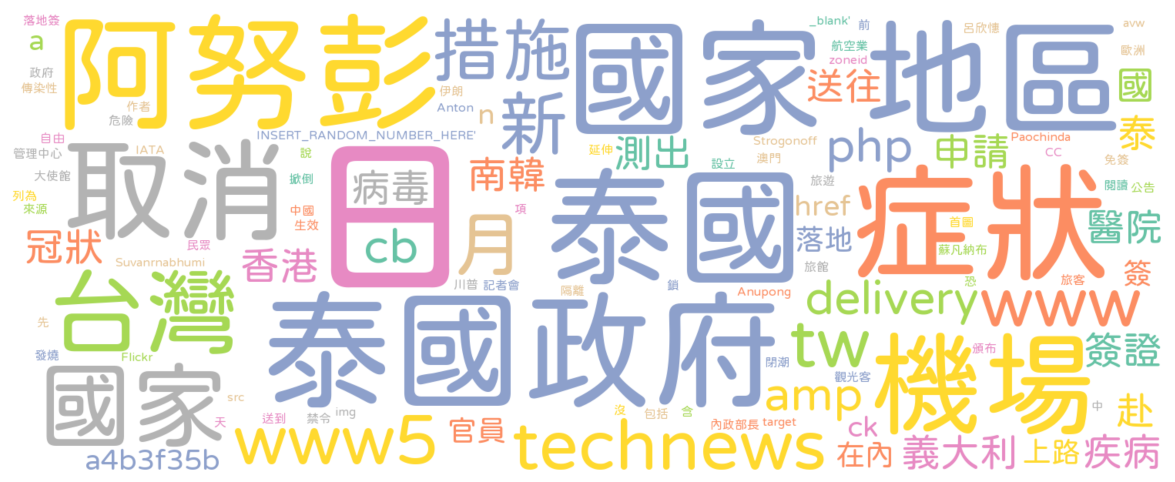 落地簽
a
政府
傳染性
作者
危險
阿努彭
措施
伊朗
Anton
n
新
國家地區
_blank'
航空業
zoneid
送往
前
呂欣憓
avw
歐洲
國
泰
自由
管理中心
IATA
大使館
列為
來源
INSERT_RANDOM_NUMBER_HERE'
說
撳倒
中國
生效
取消
日
病毒
cb
南韓
項
月
延伸
測出
設立
Strogonoff
澳門
php
申請
Paochinda
CC
免簽
閱讀
公告
冠狀
民眾
香港
Suvanrnabhumi
川普
記者會
泰國
隔離
鎖
旅遊
href
落地
旅館
Anupong
症狀
首圖
蘇凡納布
恐
旅客
醫院
簽
台灣
先
發燒
Flickr
泰國政府
閉潮
delivery
www
tw
觀光客
頒布
機場
簽證
國家
天
src
送到
禁令
img
a4b3f35b
www5
官員
沒
包括
含
technews
內政部長
target
amp
ck
在內
義大利
中
赴
上路
疾病